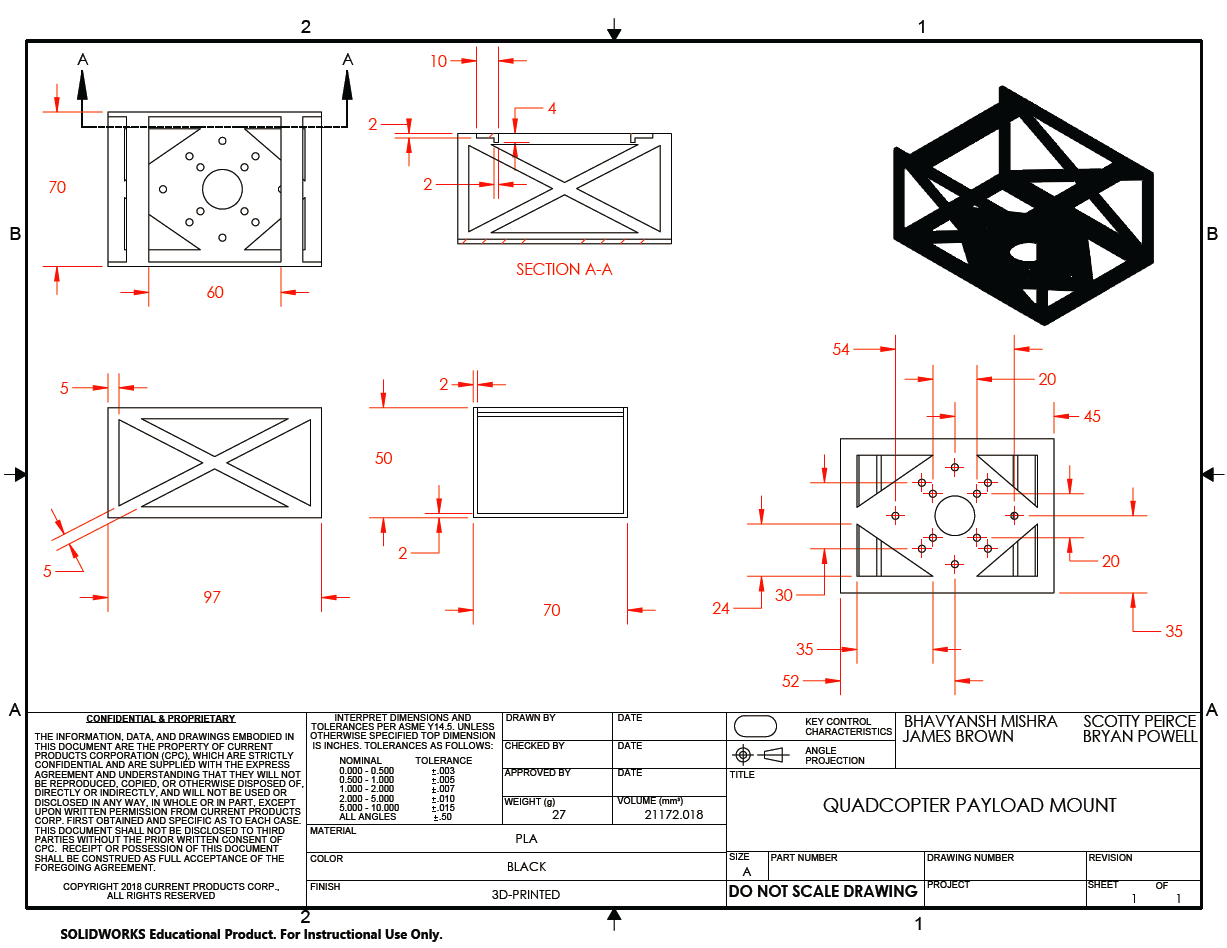 2
1
A
A
10
4
2
2
70
60
SECTION A-A
B
B
54
20
45
5
2
50
5
97
2
70
30
24
20
35
35
52
A
A
CONFIDENTIAL & PROPRIETARY
THE INFORMATION, DATA, AND DRAWINGS EMBODIED IN
THIS DOCUMENT ARE THE PROPERTY OF CURRENT
PRODUCTS CORPORATION (CPC), WHICH ARE STRICTLY
CONFIDENTIAL AND ARE SUPPLIED WITH THE EXPRESS
AGREEMENT AND UNDERSTANDING THAT THEY WILL NOT
BE REPRODUCED, COPIED, OR OTHERWISE DISPOSED OF,
DIRECTLY OR INDIRECTLY, AND WILL NOT BE USED OR
DISCLOSED IN ANY WAY, IN WHOLE OR IN PART, EXCEPT
UPON WRITTEN PERMISSION FROM CURRENT PRODUCTS
CORP. FIRST OBTAINED AND SPECIFIC AS TO EACH CASE.
THIS DOCUMENT SHALL NOT BE DISCLOSED TO THIRD
PARTIES WITHOUT THE PRIOR WRITTEN CONSENT OF
CPC. RECEIPT OR POSSESSION OF THIS DOCUMENT
SHALL BE CONSTRUED AS FULL ACCEPTANCE OF THE
FOREGOING AGREEMENT.
COPYRIGHT 2018 CURRENT PRODUCTS CORP.,
ALL RIGHTS RESERVED
INTERPRET DIMENSIONS AND
TOLERANCES PER ASME Y14.5. UNLESS
OTHERWISE SPECIFIED TOP DIMENSION
IS INCHES. TOLERANCES AS FOLLOWS:
NOMINAL TOLERANCE
0.000 - 0.500 ±.003
0.500 - 1.000 ±.005
1.000 - 2.000 ±.007
2.000 - 5.000 ±.010
5.000 - 10.000 ±.015
ALL ANGLES ±.50
DRAWN BY DATE
CHECKED BY DATE
APPROVED BY DATE
WEIGHT (g) VOLUME (mm³)
27 21172.018
MATERIAL
PLA
COLOR
BLACK
FINISH
3D-PRINTED
KEY CONTROL
CHARACTERISTICS
ANGLE
PROJECTION
BHAVYANSH MISHRA SCOTTY PEIRCE
JAMES BROWN BRYAN POWELL
TITLE
QUADCOPTER PAYLOAD MOUNT
SIZE PART NUMBER DRAWING NUMBER REVISION
A
DO NOT SCALE DRAWING PROJECT SHEET OF
1 1
2
1
SOLIDWORKS Educational Product. For Instructional Use Only.